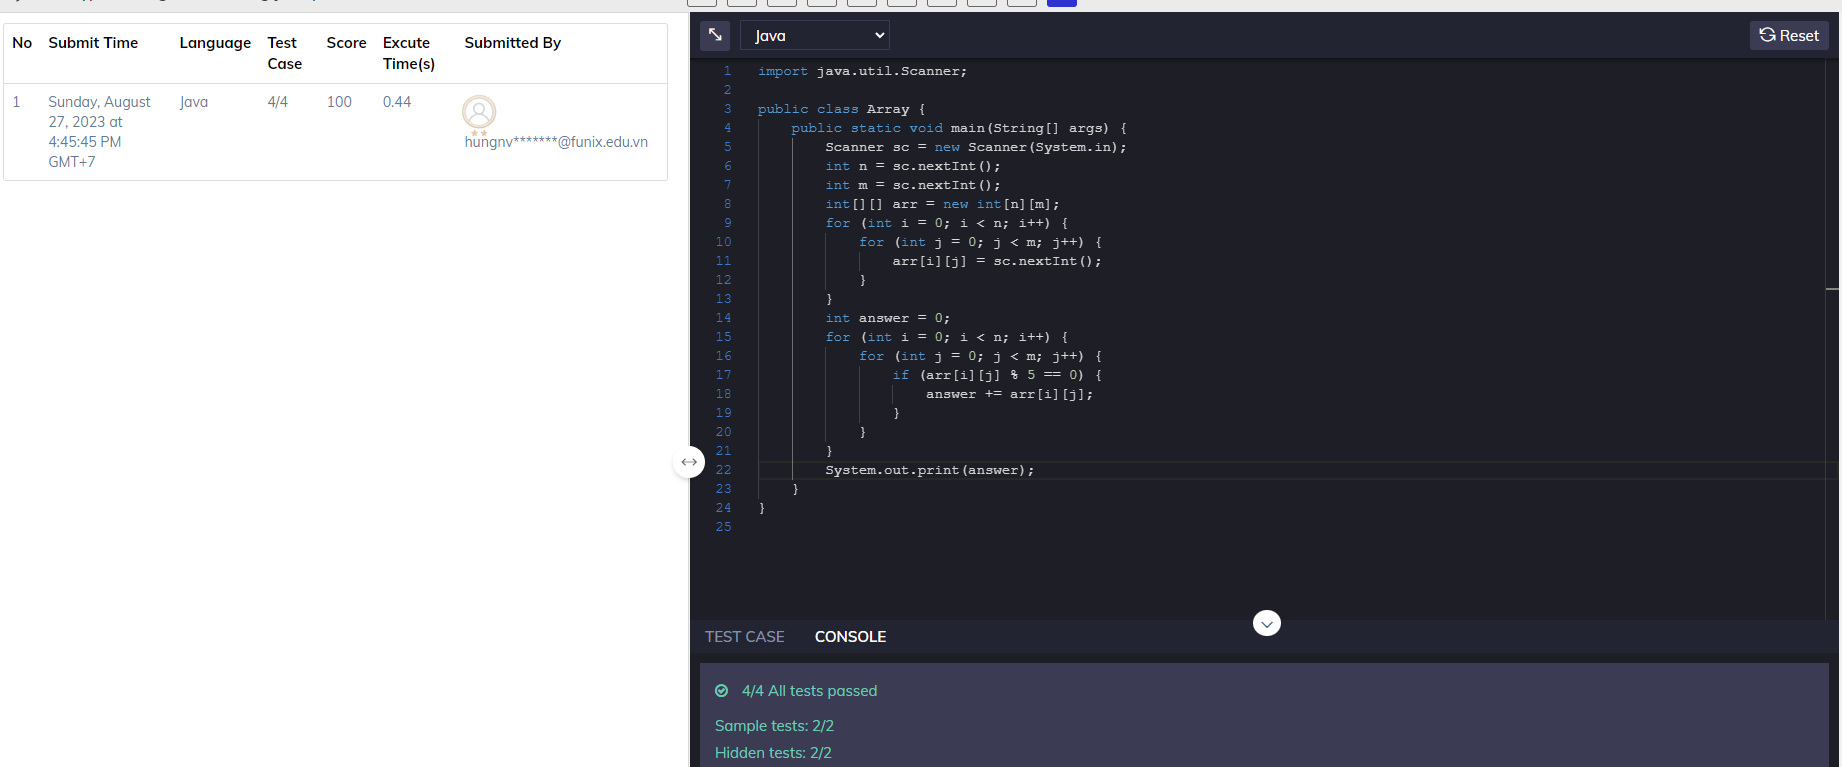 No Submit Time Language Test Case Score Excute Time(s) Submitted By
1 Sunday, August 27, 2023 at 4:45:45 PM GMT+7 Java 4/4 100 0.44 hungnv*******@funix.edu.vn
Java
Reset
1 import java.util.Scanner;
2
3 public class Array {
4 public static void main(String[] args) {
5 Scanner sc = new Scanner(System.in);
6 int n = sc.nextInt();
7 int m = sc.nextInt();
8 int[][] arr = new int[n][m];
9 for (int i = 0; i < n; i++) {
10 for (int j = 0; j < m; j++) {
11 arr[i][j] = sc.nextInt();
12 }
13 }
14 int answer = 0;
15 for (int i = 0; i < n; i++) {
16 for (int j = 0; j < m; j++) {
17 if (arr[i][j] % 5 == 0) {
18 answer += arr[i][j];
19 }
20 }
21 }
22 System.out.print(answer);
23 }
24 }
25
TEST CASE CONSOLE
4/4 All tests passed
Sample tests: 2/2
Hidden tests: 2/2